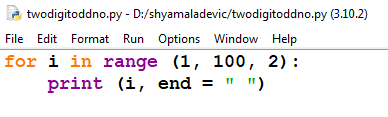 twodigitoddno.py - D:/shyamaladevic/twodigitoddno.py (3.10.2)
File Edit Format Run Options Window Help
for i in range (1, 100, 2):
    print (i, end = " ")